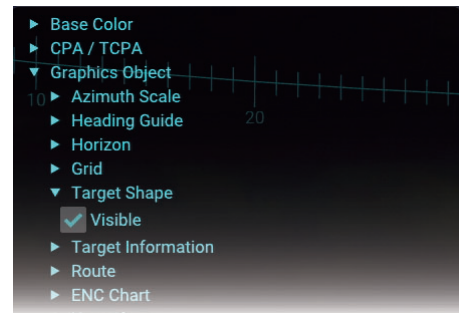 Base Color
CPA / TCPA
Graphics Object
10
Azimuth Scale
Heading Guide
20
Horizon
Grid
Target Shape
Visible
Target Information
Route
ENC Chart